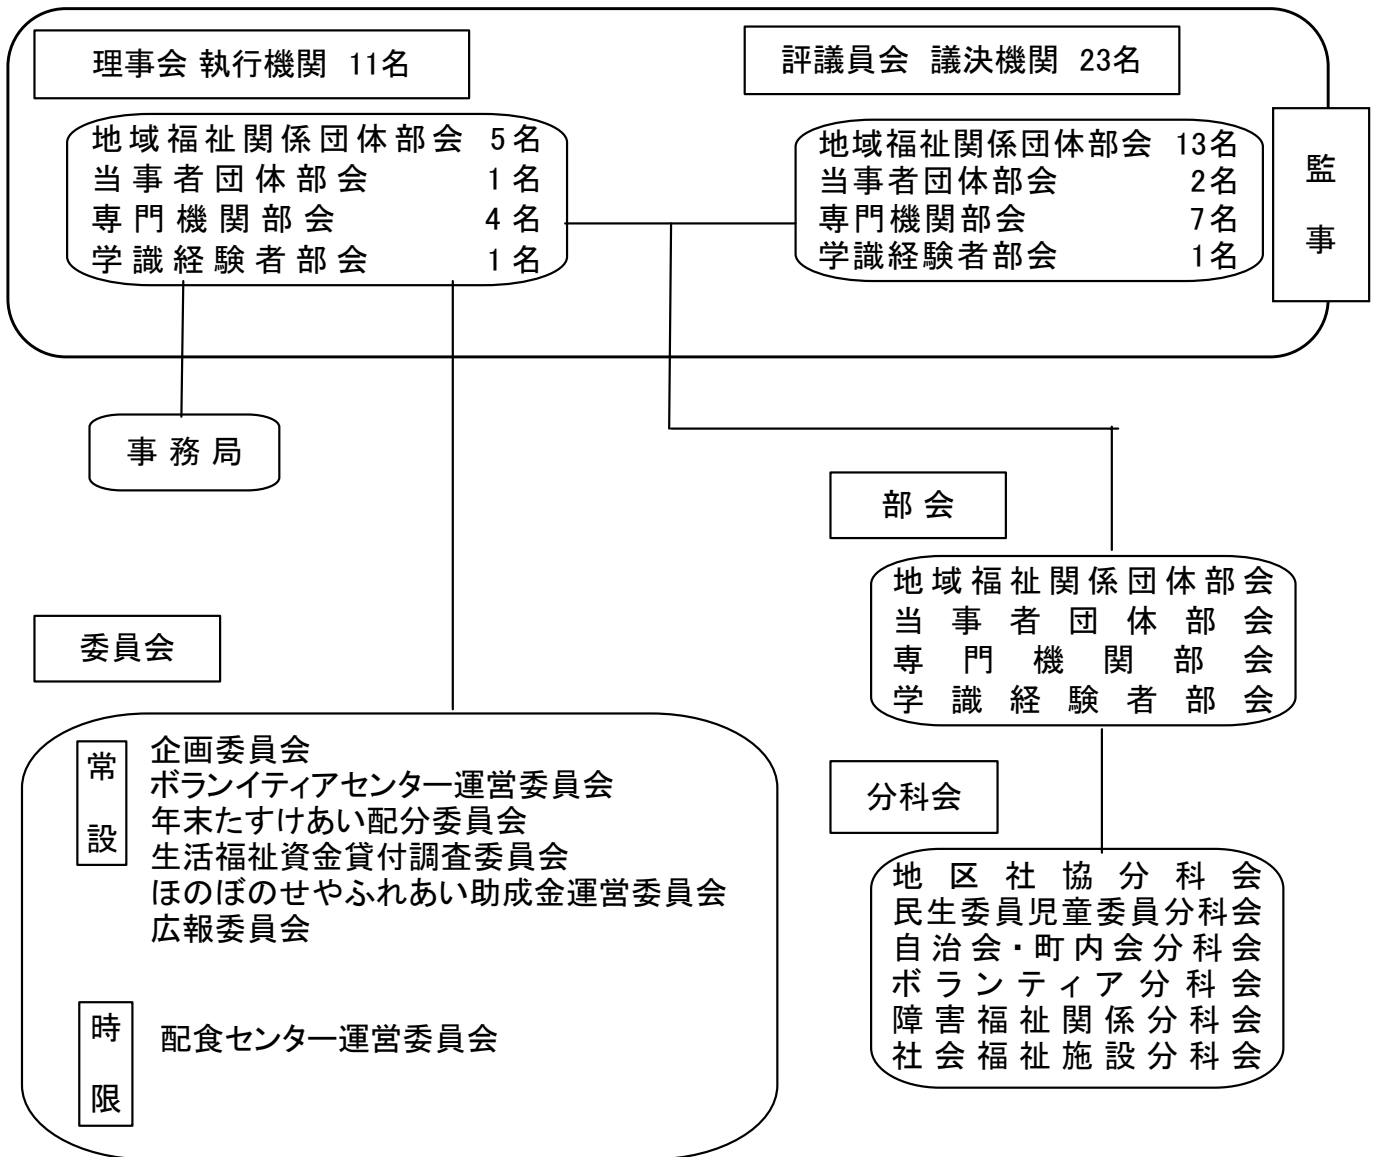 理事会 執行機関 11名
地域福祉関係団体部会 5名
当事者団体部会 1名
専門機関部会 4名
学識経験者部会 1名
評議員会 議決機関 23名
地域福祉関係団体部会 13名
当事者団体部会 2名
専門機関部会 7名
学識経験者部会 1名
監事
事務局
部会
地域福祉関係団体部会
当事者団体部会
専門機関部会
学識経験者部会
委員会
常設
企画委員会
ボランイティアセンター運営委員会
年末たすけあい配分委員会
生活福祉資金貸付調査委員会
ほのぼのせやふれあい助成金運営委員会
広報委員会
時限
配食センター運営委員会
分科会
地区社協分科会
民生委員児童委員分科会
自治会・町内会分科会
ボランティア分科会
障害福祉関係分科会
社会福祉施設分科会